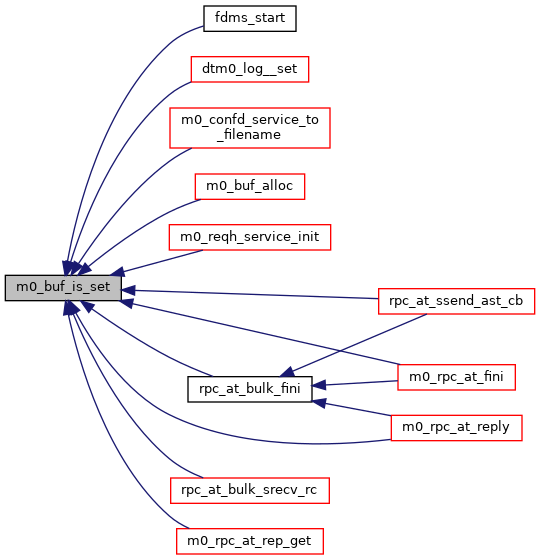 fdms_start
dtm0_log__set
m0_confd_service_to
_filename
m0_buf_alloc
m0_reqh_service_init
m0_buf_is_set
rpc_at_ssend_ast_cb
rpc_at_bulk_fini
m0_rpc_at_fini
m0_rpc_at_reply
rpc_at_bulk_srecv_rc
m0_rpc_at_rep_get